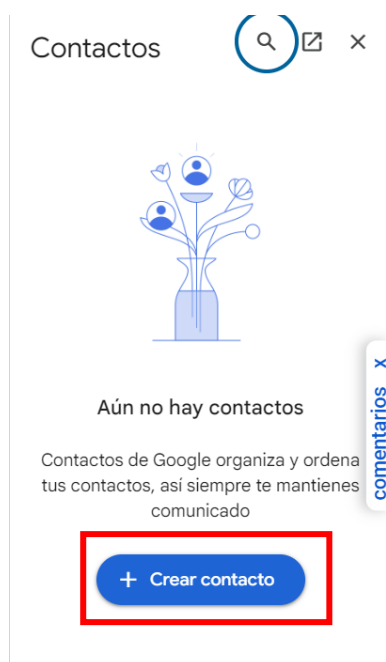 Contactos
Aún no hay contactos
Contactos de Google organiza y ordena
tus contactos, así siempre te mantienes
comunicado
+ Crear contacto
comentarios x